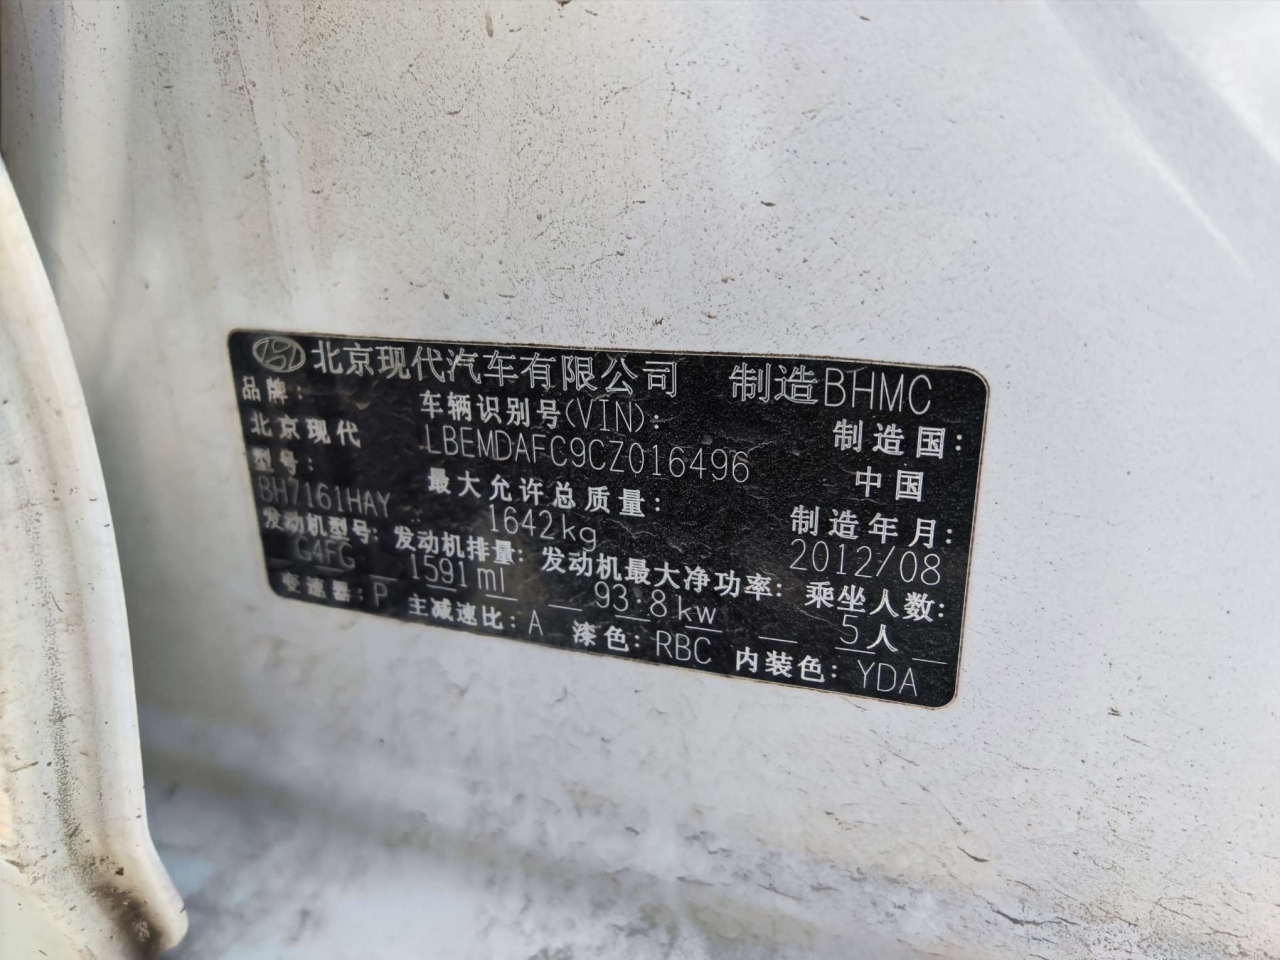 北京现代汽车有限公司 制造BHMC
品牌: 车辆识别号(VIN): 制造国:
北京现代 LBEMDAFC9CZ016496 中国
型号: 最大允许总质量: 制造年月:
BH7161HAY 1642kg 2012/08
发动机型号: 发动机排量: 发动机最大净功率: 乘坐人数:
G4FG 1591ml 93.8kw 5人
变速器: P 主减速比: A 漆色: RBC 内装色: YDA